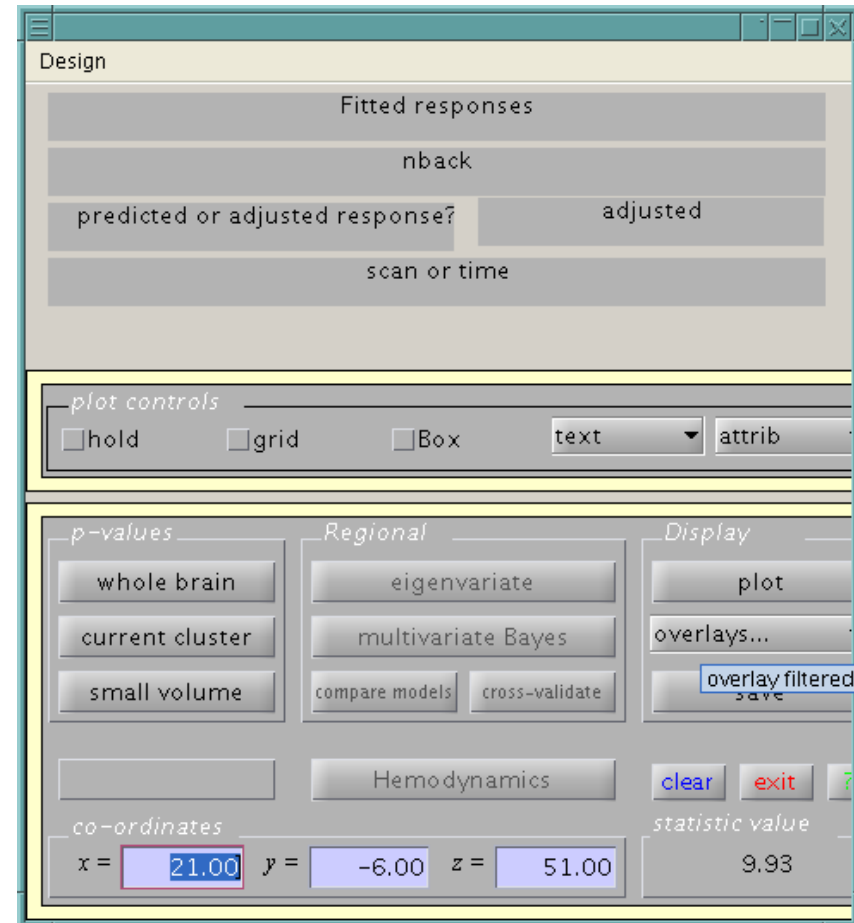 Design
Fitted responses
nback
predicted or adjusted response? adjusted
scan or time
plot controls
hold grid Box text attrib
p-values Regional Display
whole brain eigenvariate plot
current cluster multivariate Bayes overlays...
overlay filtered
small volume compare models cross-validate save
Hemodynamics clear exit ?
co-ordinates statistic value
x = 21.00 y = -6.00 z = 51.00 9.93